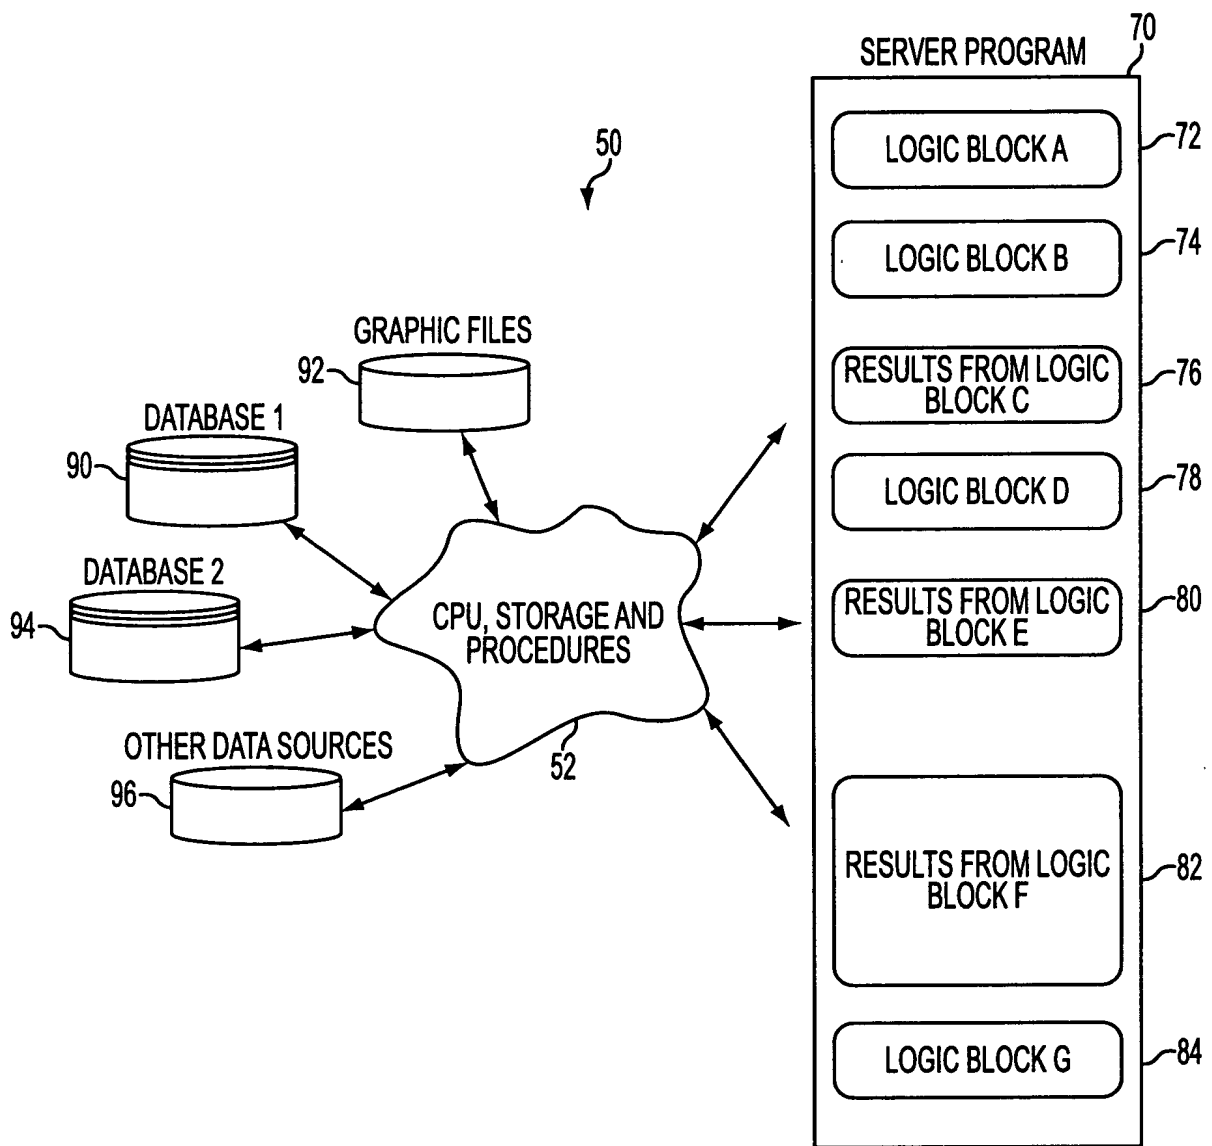 70
SERVER PROGRAM
LOGIC BLOCK A
72
50
LOGIC BLOCK B
74
GRAPHIC FILES
92
RESULTS FROM LOGIC
BLOCK C
76
DATABASE 1
90
LOGIC BLOCK D
78
DATABASE 2
94
CPU, STORAGE AND
PROCEDURES
52
RESULTS FROM LOGIC
BLOCK E
80
OTHER DATA SOURCES
96
RESULTS FROM LOGIC
BLOCK F
82
LOGIC BLOCK G
84